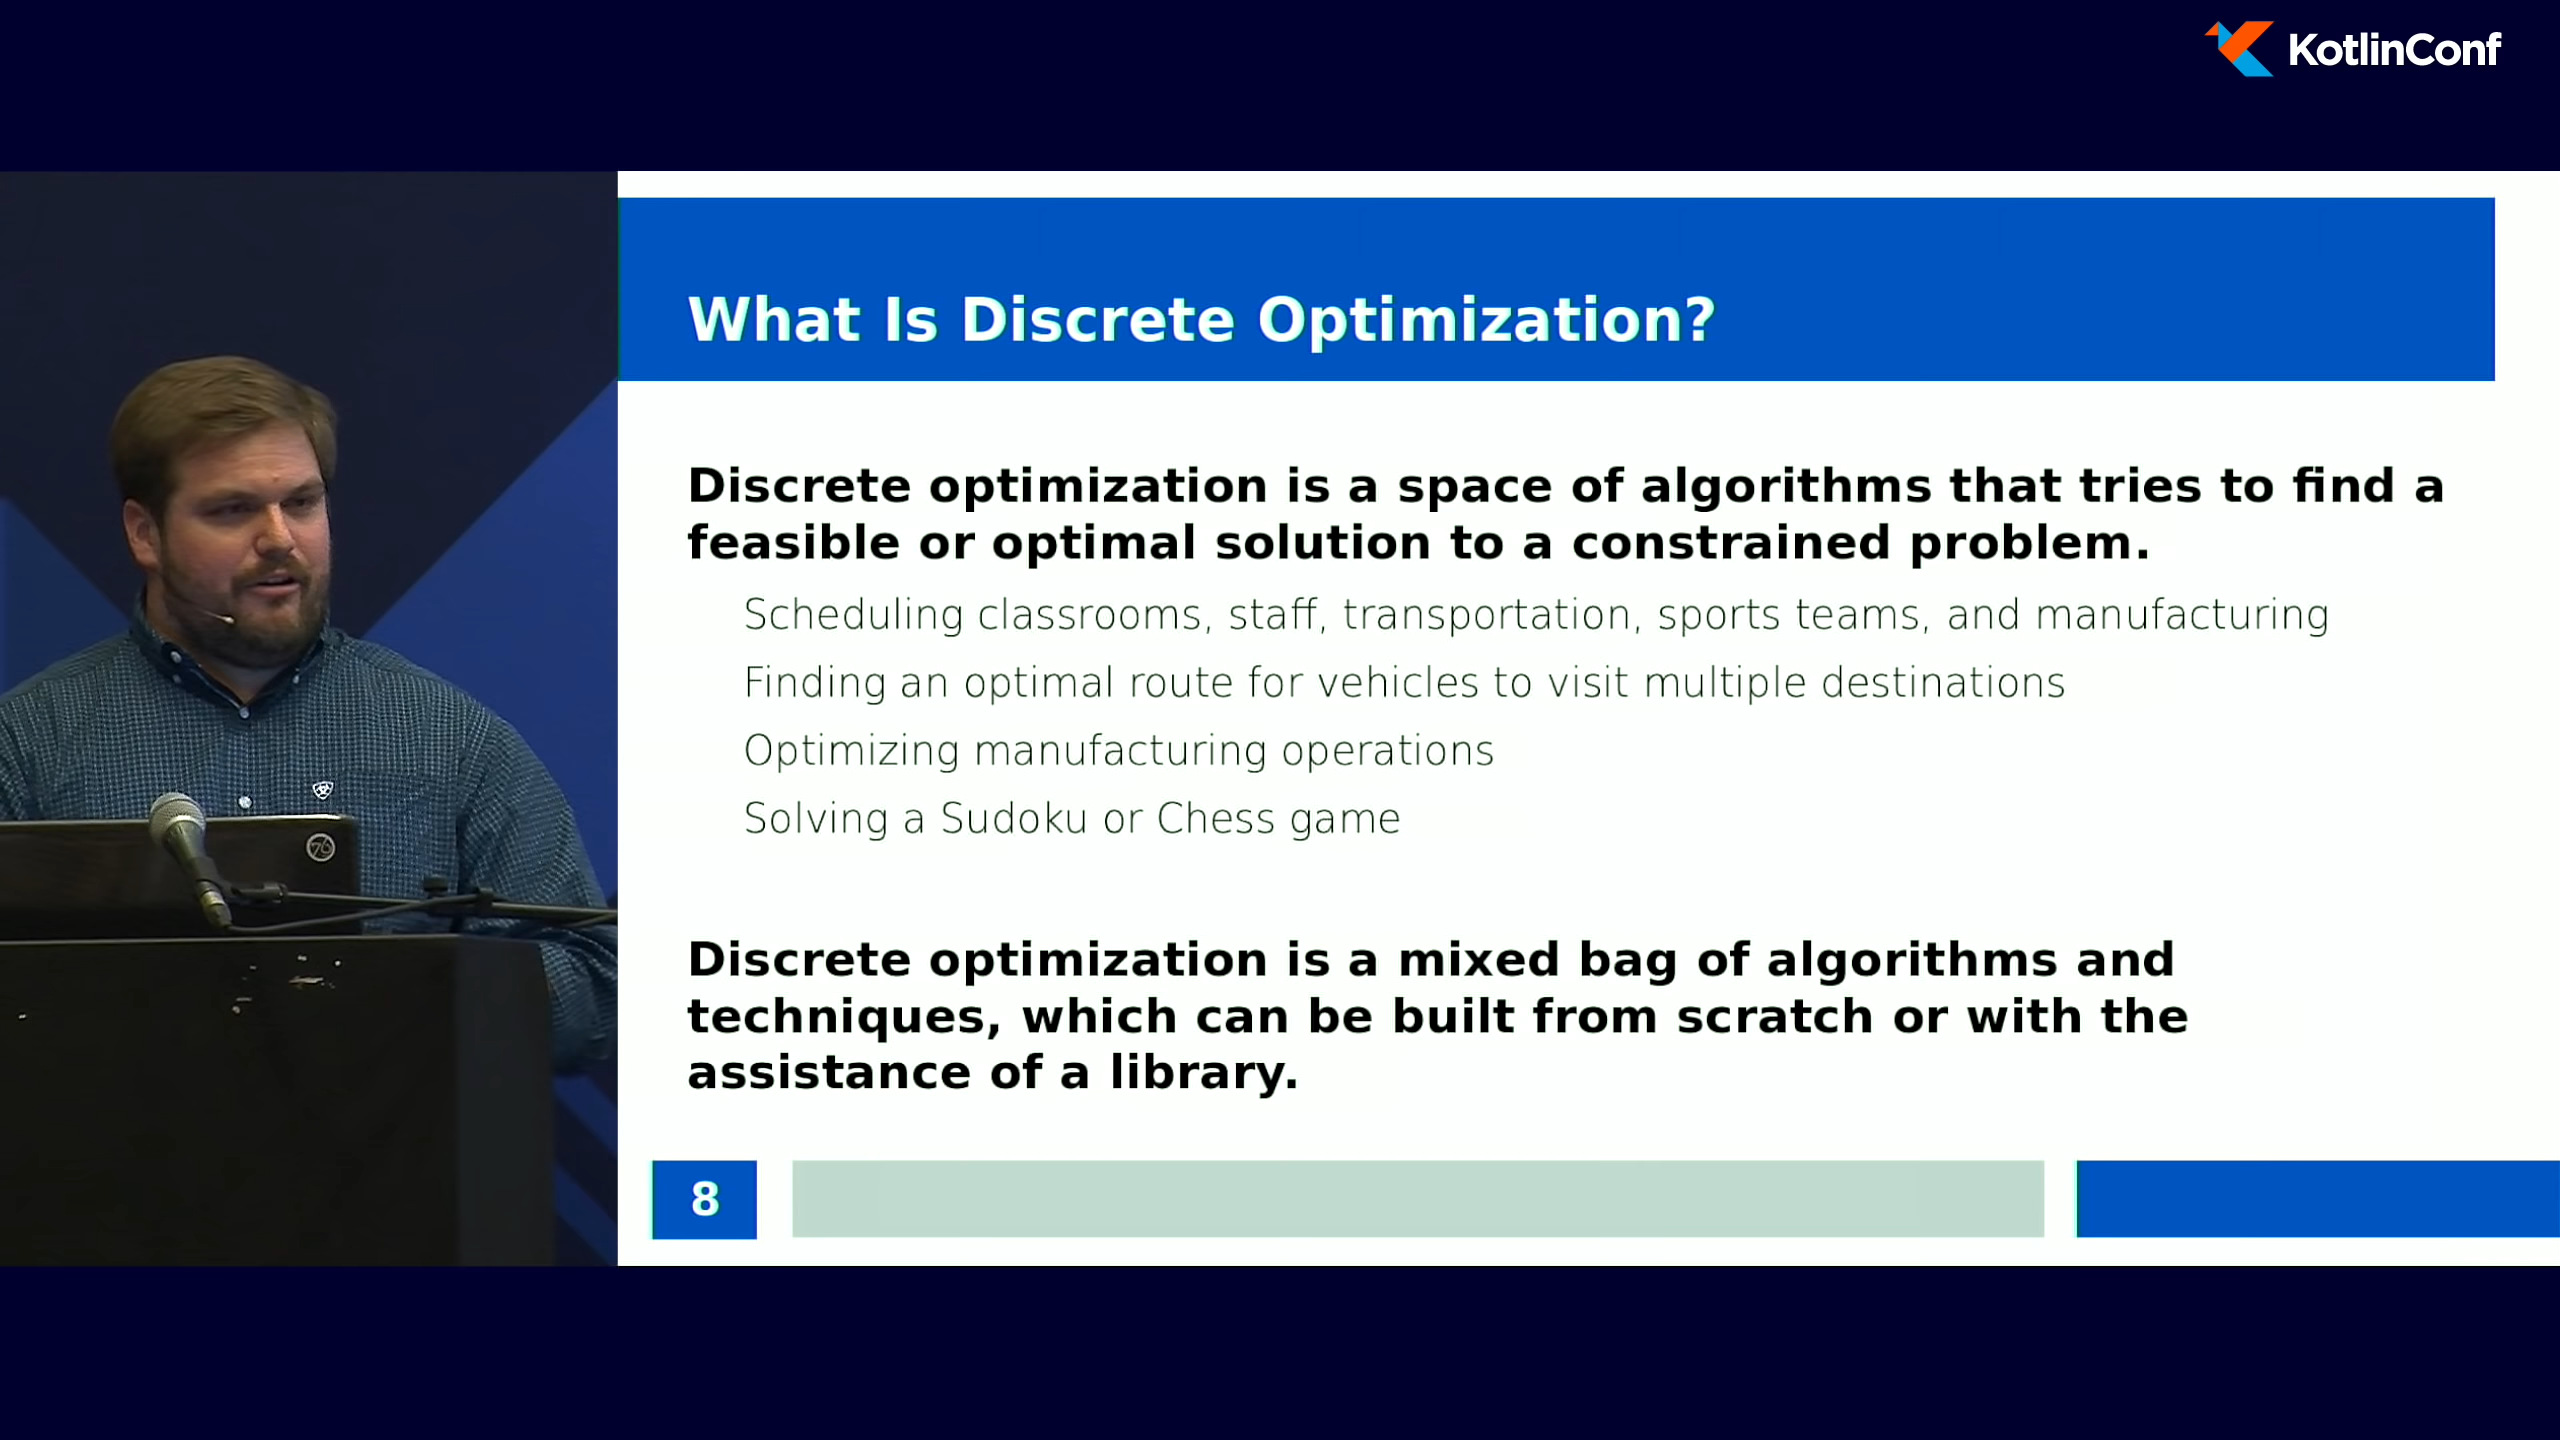 KotlinConf
What Is Discrete Optimization?
Discrete optimization is a space of algorithms that tries to find a
feasible or optimal solution to a constrained problem.
Scheduling classrooms, staff, transportation, sports teams, and manufacturing
Finding an optimal route for vehicles to visit multiple destinations
Optimizing manufacturing operations
Solving a Sudoku or Chess game
Discrete optimization is a mixed bag of algorithms and
techniques, which can be built from scratch or with the
assistance of a library.
8
76